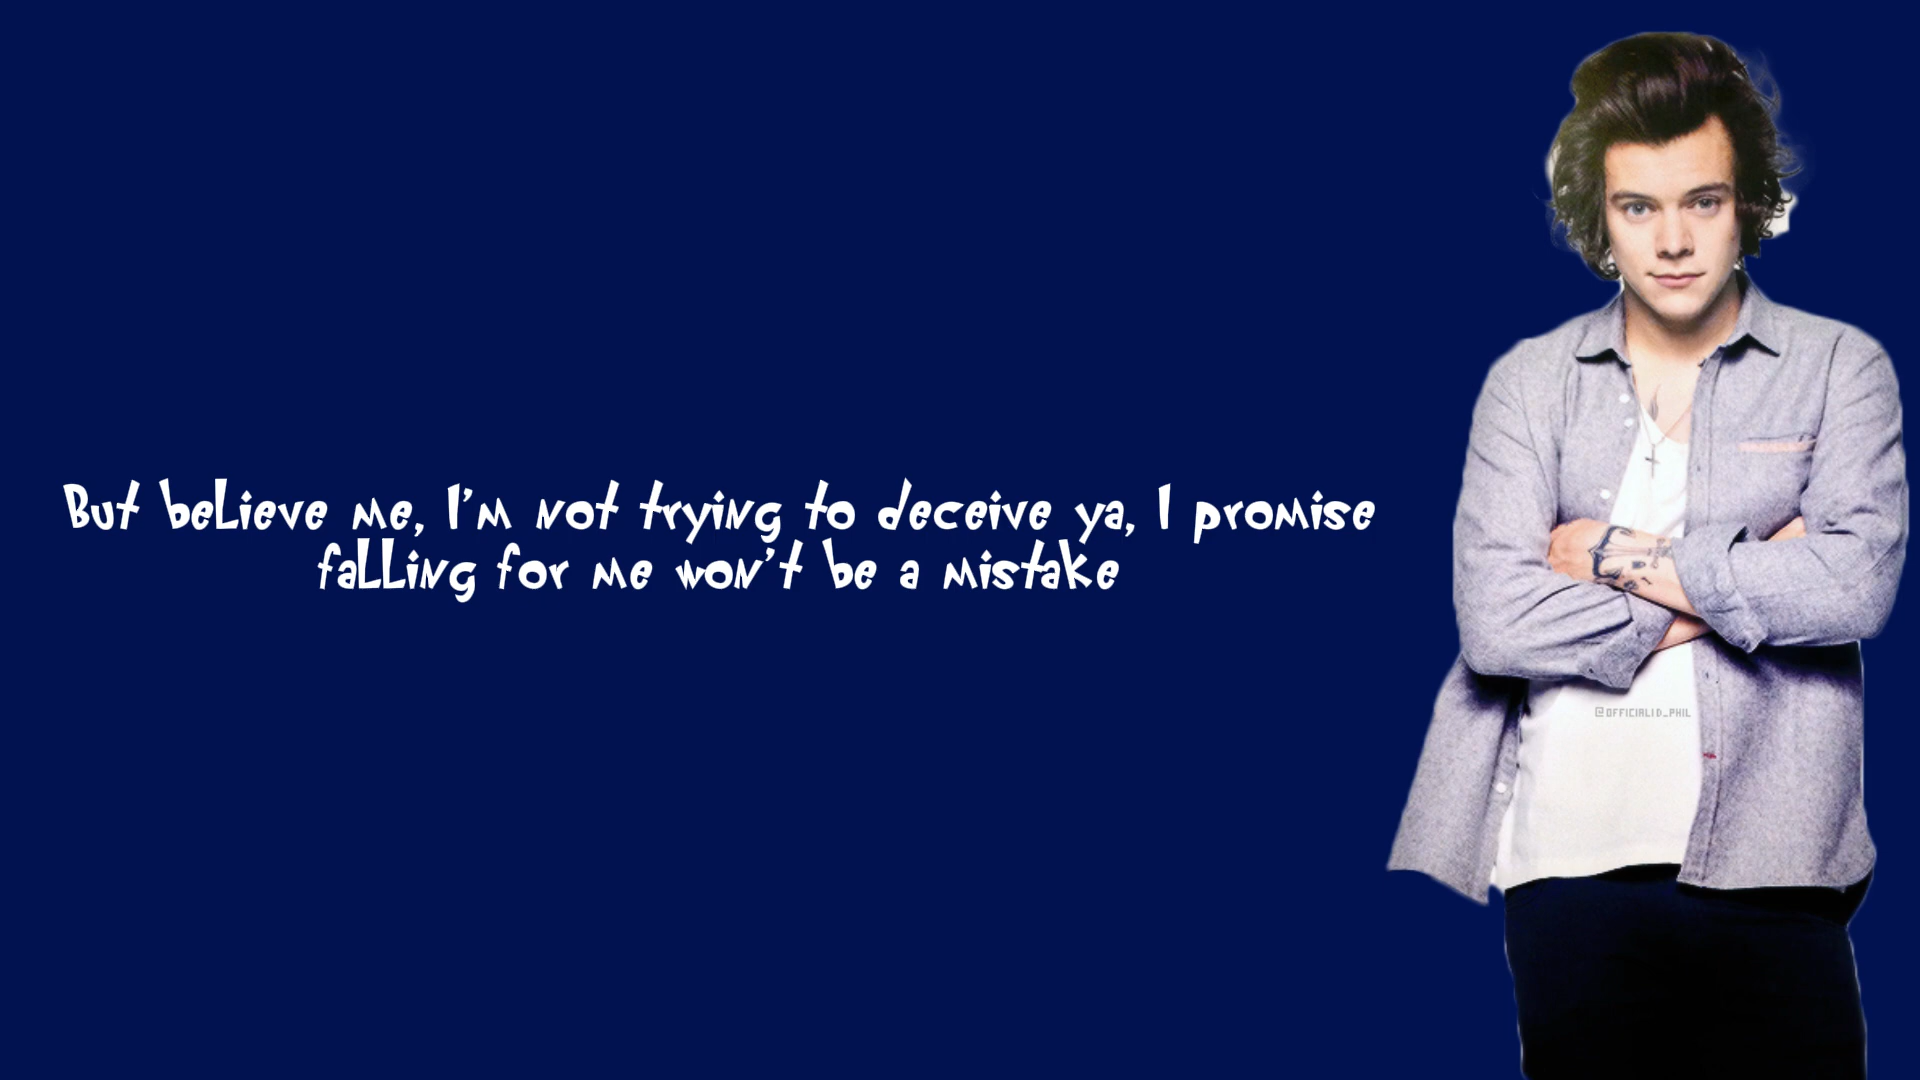 But believe me, I'm not trying to deceive ya, I promise
falling for me won't be a mistake
@OFFICIAL1D_PHIL